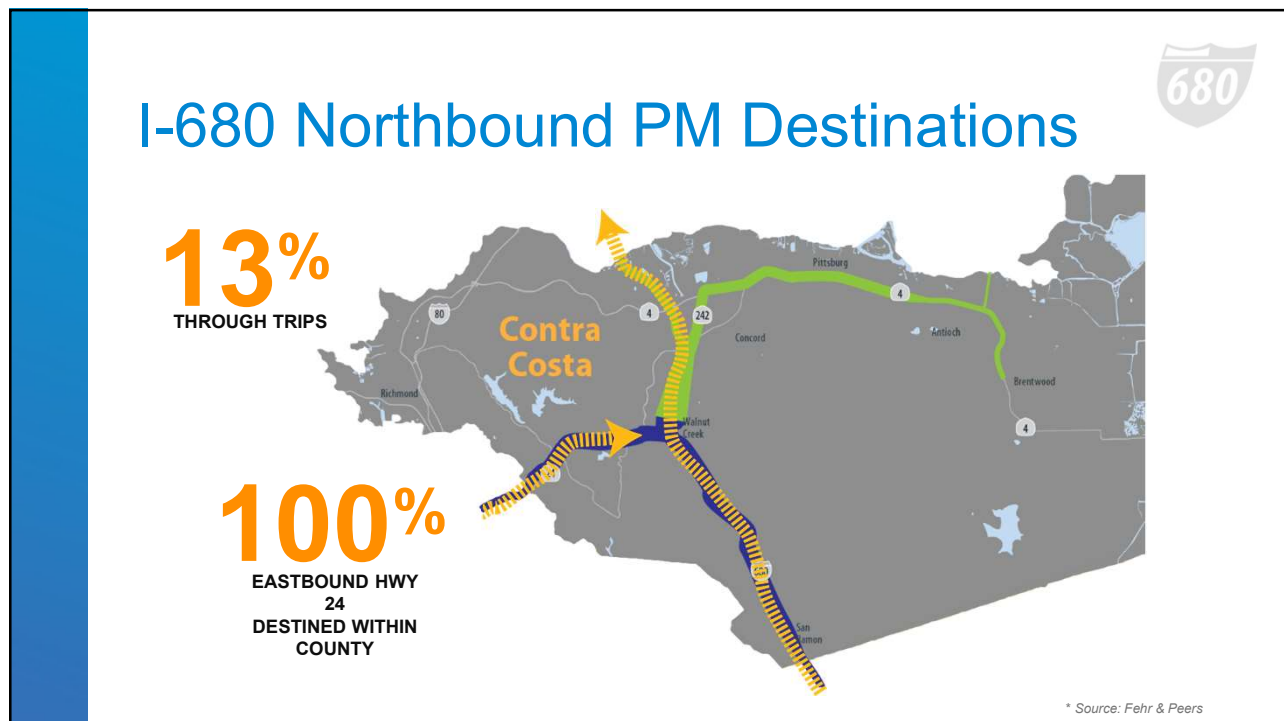 680
I-680 Northbound PM Destinations
13%
THROUGH TRIPS
100%
EASTBOUND HWY
24
DESTINED WITHIN
COUNTY
Pittsburg
80
4
242
4
Contra
Costa
Concord
Antioch
Richmond
Brentwood
Walnut
Creek
4
San
* Source: Fehr & Peers